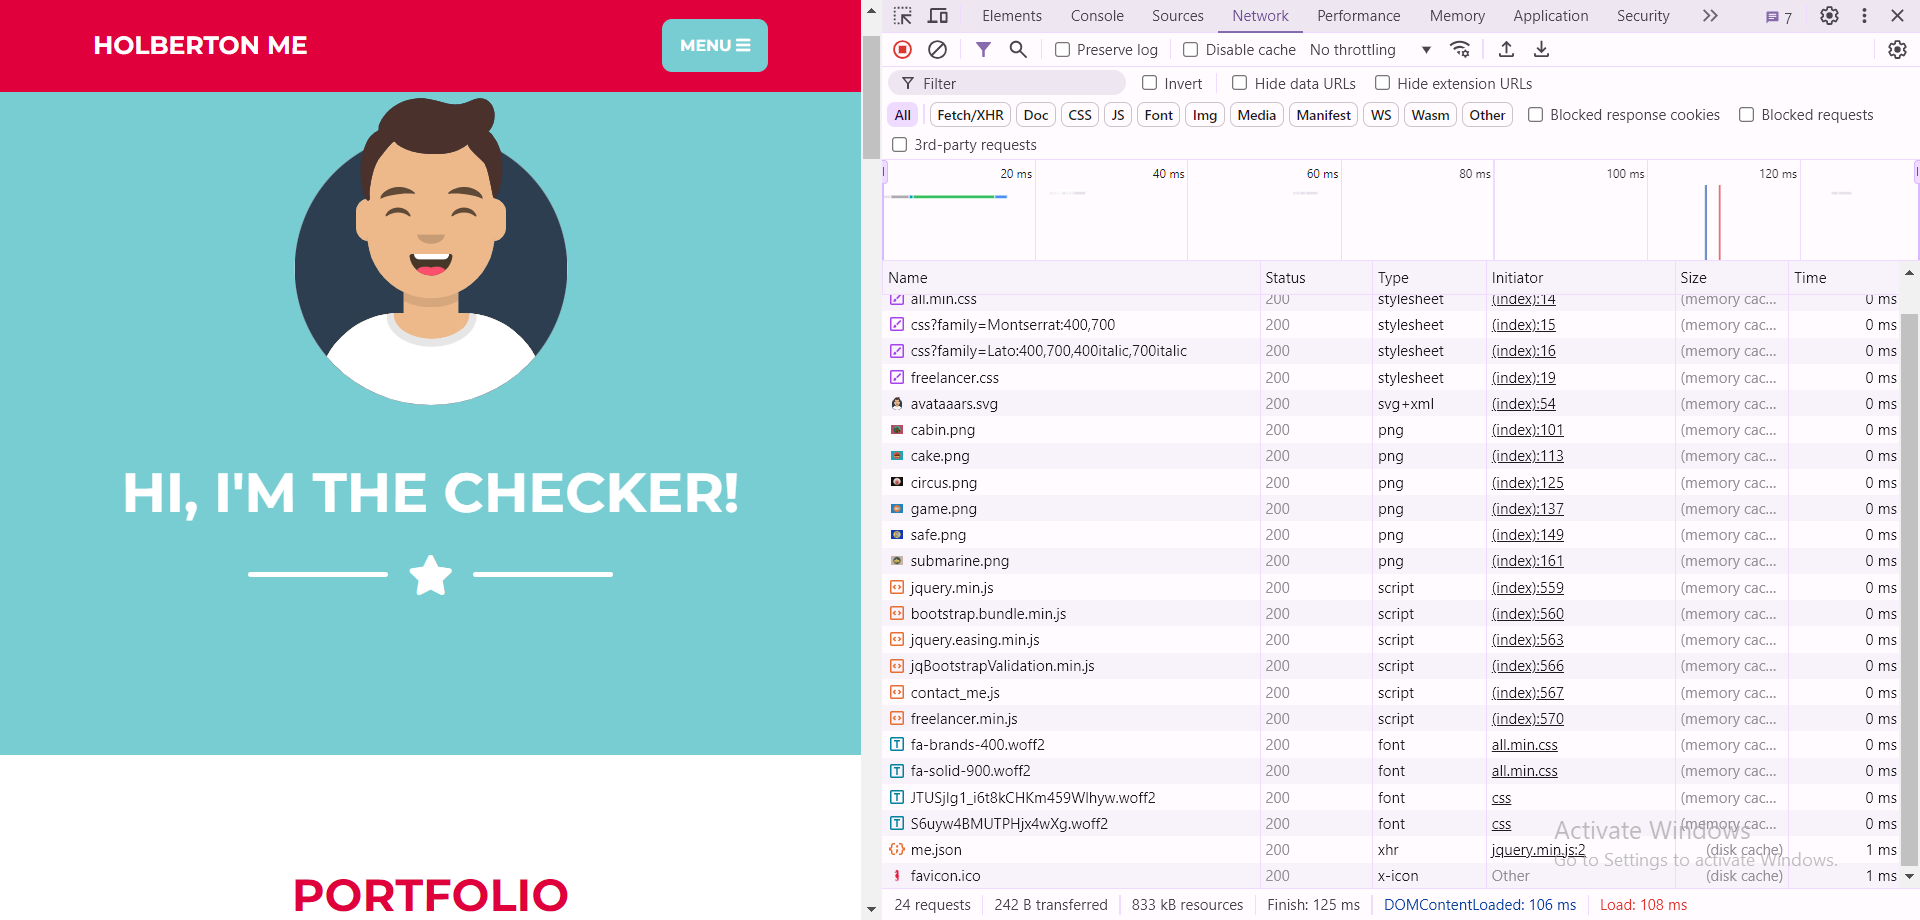 HOLBERTON ME
MENU
HI, I'M THE CHECKER!
PORTFOLIO
Elements Console Sources Network Performance Memory Application Security 7
Preserve log Disable cache No throttling
Filter Invert Hide data URLs Hide extension URLs
All Fetch/XHR Doc CSS JS Font Img Media Manifest WS Wasm Other Blocked response cookies Blocked requests
3rd-party requests
20 ms 40 ms 60 ms 80 ms 100 ms 120 ms
Name Status Type Initiator Size Time
all.min.css 200 stylesheet (index):14 (memory cac... 0 ms
css?family=Montserrat:400,700 200 stylesheet (index):15 (memory cac... 0 ms
css?family=Lato:400,700,400italic,700italic 200 stylesheet (index):16 (memory cac... 0 ms
freelancer.css 200 stylesheet (index):19 (memory cac... 0 ms
avataaars.svg 200 svg+xml (index):54 (memory cac... 0 ms
cabin.png 200 png (index):101 (memory cac... 0 ms
cake.png 200 png (index):113 (memory cac... 0 ms
circus.png 200 png (index):125 (memory cac... 0 ms
game.png 200 png (index):137 (memory cac... 0 ms
safe.png 200 png (index):149 (memory cac... 0 ms
submarine.png 200 png (index):161 (memory cac... 0 ms
jquery.min.js 200 script (index):559 (memory cac... 0 ms
bootstrap.bundle.min.js 200 script (index):560 (memory cac... 0 ms
jquery.easing.min.js 200 script (index):563 (memory cac... 0 ms
jqBootstrapValidation.min.js 200 script (index):566 (memory cac... 0 ms
contact_me.js 200 script (index):567 (memory cac... 0 ms
freelancer.min.js 200 script (index):570 (memory cac... 0 ms
fa-brands-400.woff2 200 font all.min.css (memory cac... 0 ms
fa-solid-900.woff2 200 font all.min.css (memory cac... 0 ms
JTUSjIg1_i6t8kCHKm459Wlhyw.woff2 200 font css (memory cac... 0 ms
S6uyw4BMUTPHjx4wXg.woff2 200 font css (memory cac... 0 ms
me.json 200 xhr jquery.min.js:2 (disk cache) 1 ms
favicon.ico 200 x-icon Other (disk cache) 1 ms
Activate Windows
Go to Settings to activate Windows.
24 requests 242 B transferred 833 kB resources Finish: 125 ms DOMContentLoaded: 106 ms Load: 108 ms